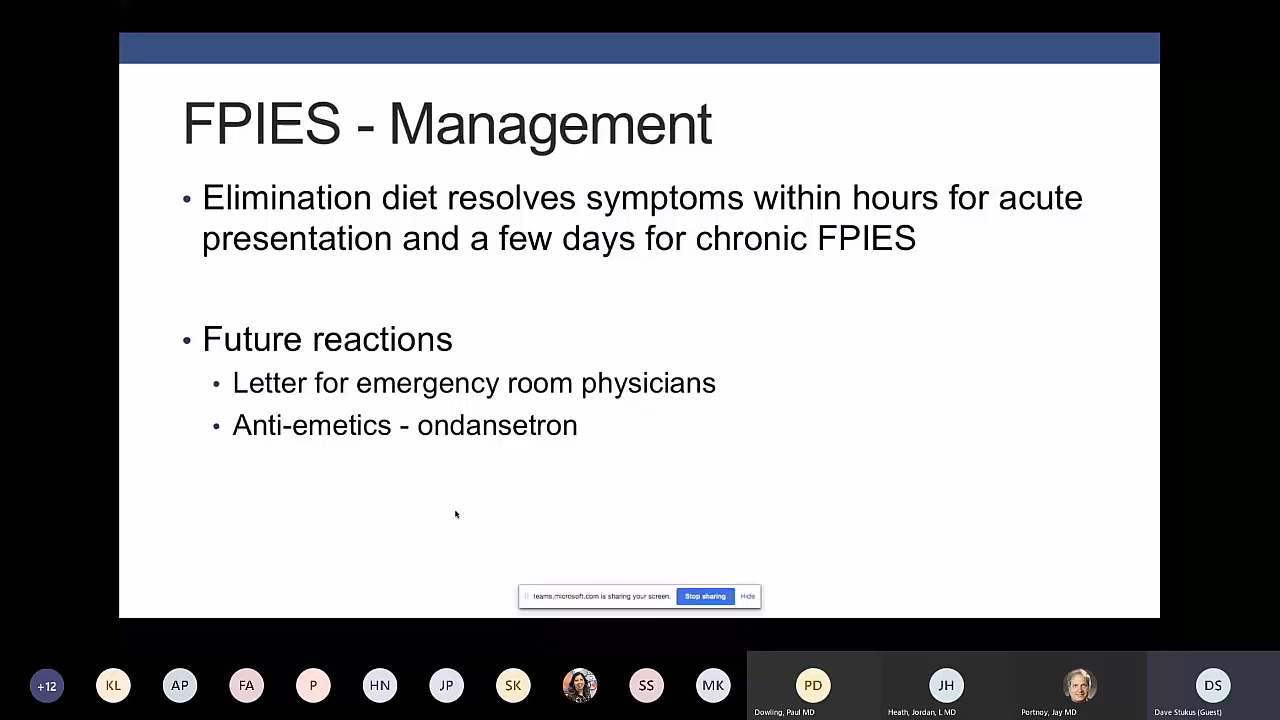 FPIES - Management
• Elimination diet resolves symptoms within hours for acute
presentation and a few days for chronic FPIES
• Future reactions
• Letter for emergency room physicians
• Anti-emetics - ondansetron
teams.microsoft.com is sharing your screen. Stop sharing Hide
+12 KL AP FA P HN JP SK SS MK PD JH DS
Dowling, Paul MD Heath, Jordan, L MD Portnoy, Jay MD Dave Stukus (Guest)